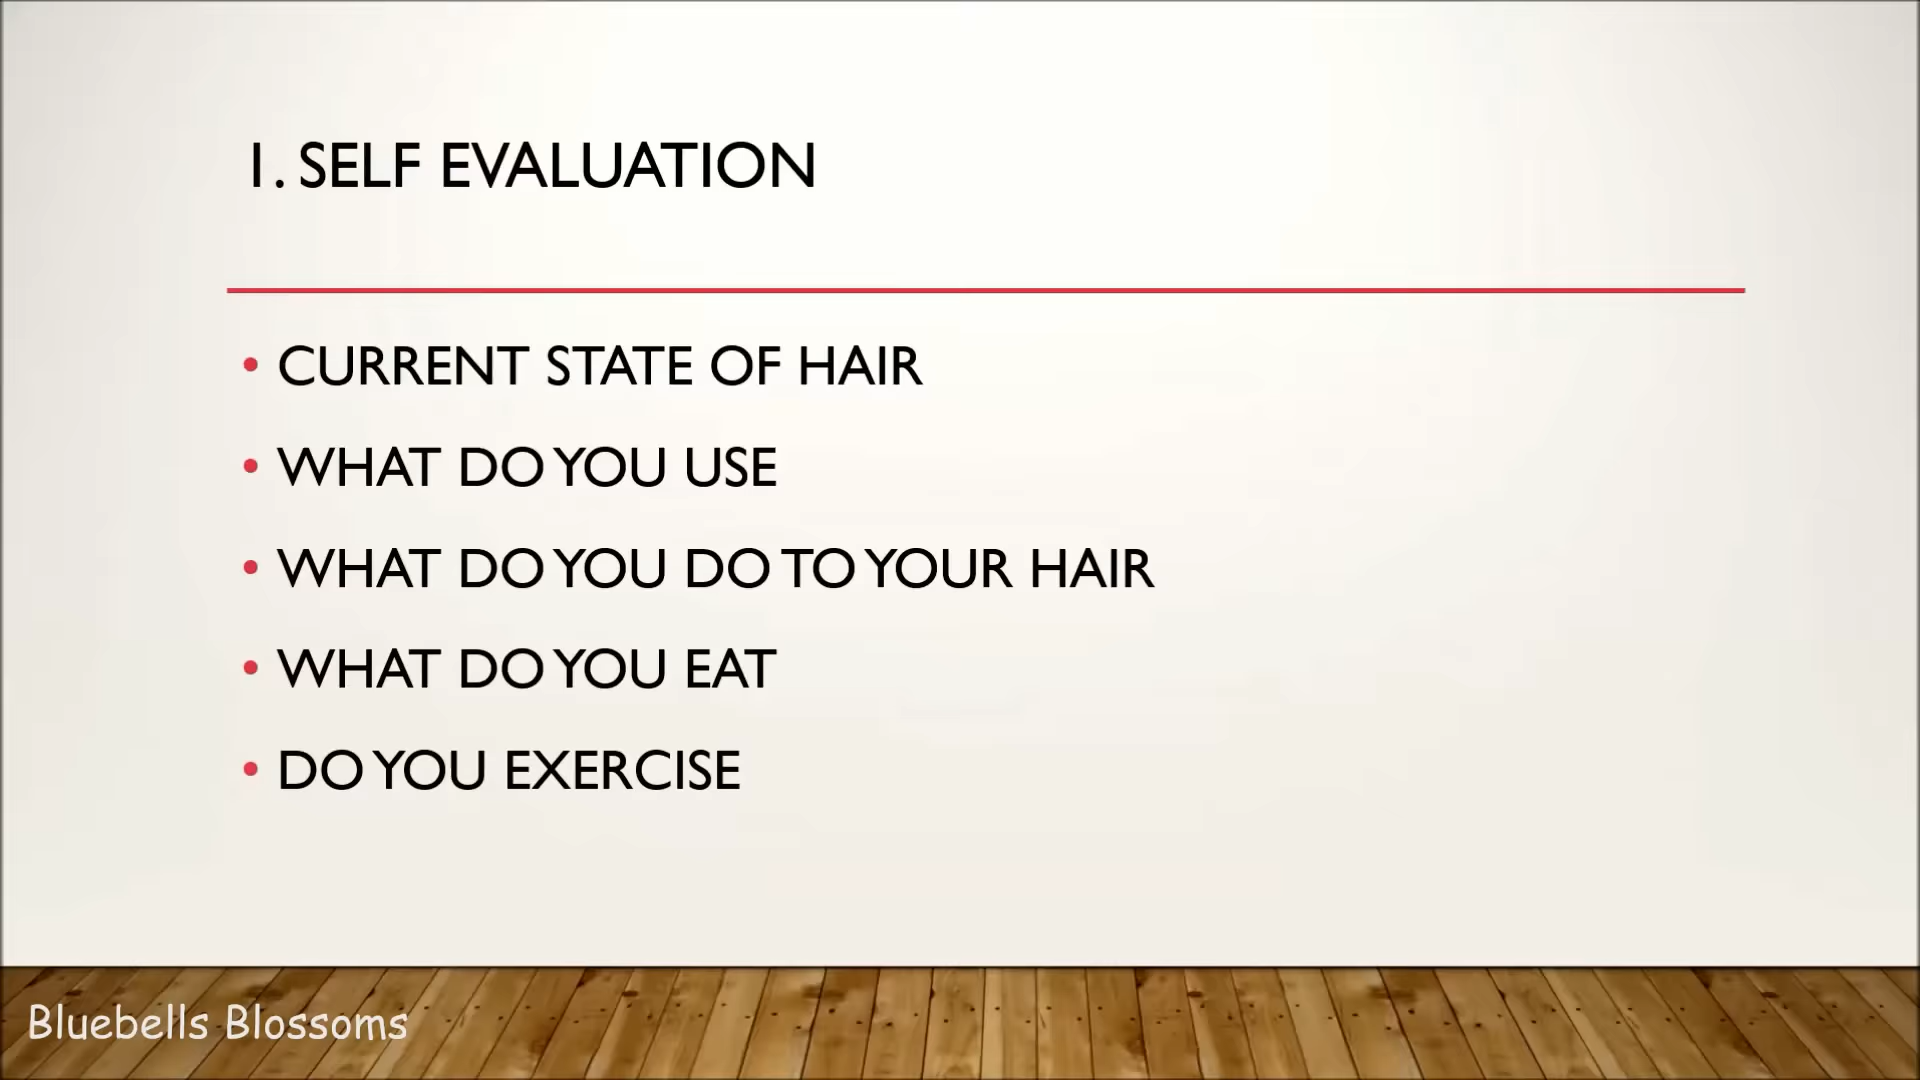 1. SELF EVALUATION
• CURRENT STATE OF HAIR
• WHAT DO YOU USE
• WHAT DO YOU DO TO YOUR HAIR
• WHAT DO YOU EAT
• DO YOU EXERCISE
Bluebells Blossoms